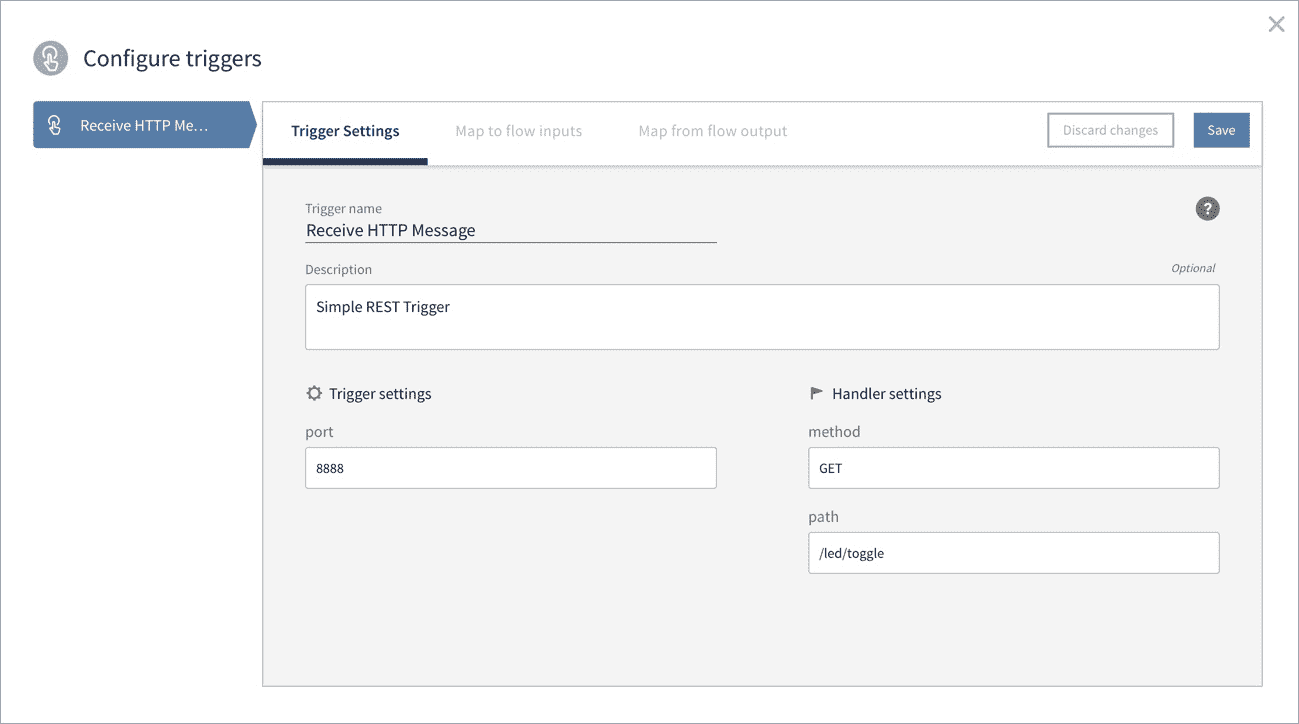 Configure triggers
Receive HTTP Me…
Trigger Settings
Map to flow inputs
Map from flow output
Discard changes
Save
Trigger name
?
Receive HTTP Message
Description
Optional
Simple REST Trigger
Trigger settings
Handler settings
port
method
8888
GET
path
/led/toggle